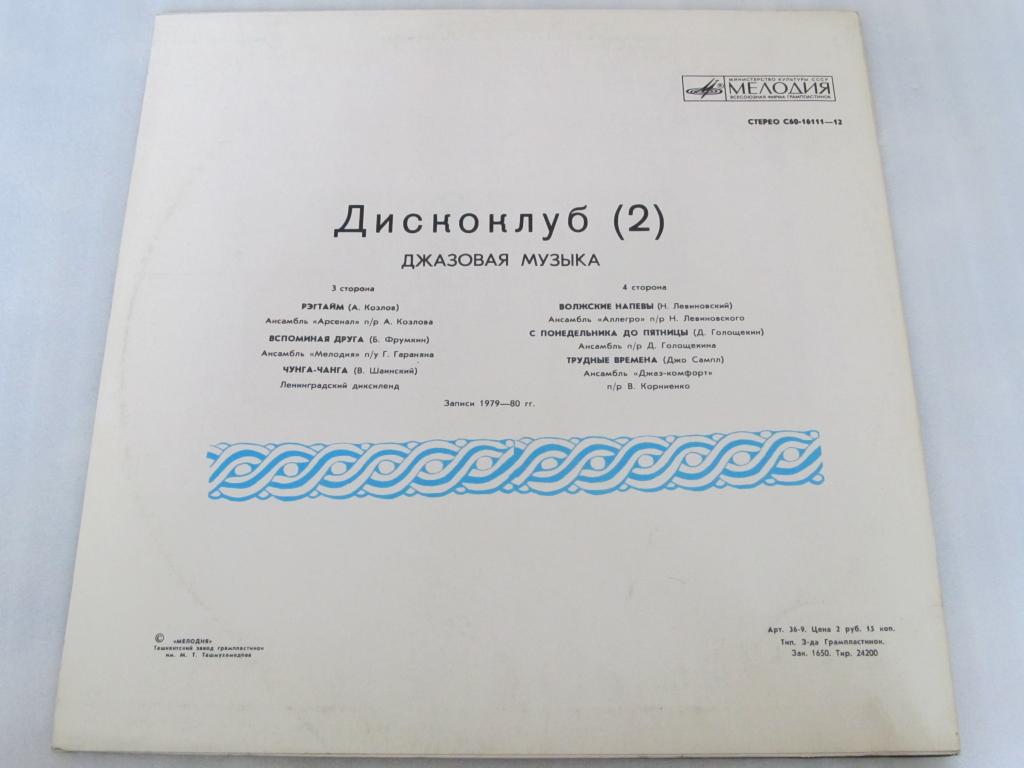 МИНИСТЕРСТВО КУЛЬТУРЫ СССР
МЕЛОДИЯ
ВСЕСОЮЗНАЯ ФИРМА ГРАМПЛАСТИНОК
СТЕРЕО С60-16111—12
Дискоклуб (2)
ДЖАЗОВАЯ МУЗЫКА
3 сторона
РЭГТАЙМ (А. Козлов)
Ансамбль «Арсенал» п/р А. Козлова
ВСПОМИНАЯ ДРУГА (Б. Фрумкин)
Ансамбль «Мелодия» п/у Г. Гараняна
ЧУНГА-ЧАНГА (В. Шаинский)
Ленинградский диксиленд
4 сторона
ВОЛЖСКИЕ НАПЕВЫ (Н. Левиновский)
Ансамбль «Аллегро» п/р Н. Левиновского
С ПОНЕДЕЛЬНИКА ДО ПЯТНИЦЫ (Д. Голощекин)
Ансамбль п/р Д. Голощекина
ТРУДНЫЕ ВРЕМЕНА (Джо Сампл)
Ансамбль «Джаз-комфорт»
п/р В. Корниенко
Записи 1979—80 гг.
© «МЕЛОДИЯ»
Ташкентский завод грампластинок
им. М. Т. Ташмухамедова
Арт. 36-9. Цена 2 руб. 15 коп.
Тип. З-да Грампластинок.
Зак. 1650. Тир. 24200